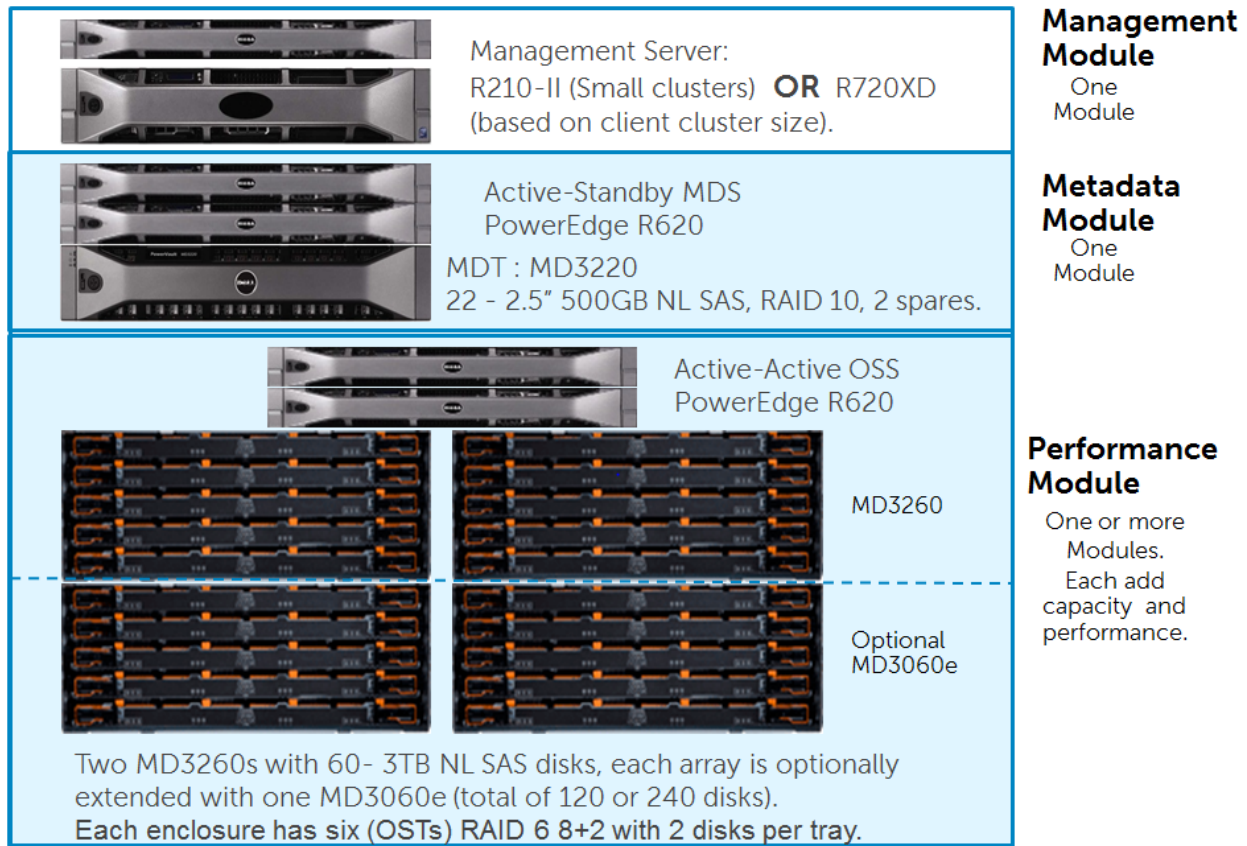 Management Server:
R210-II (Small clusters) OR R720XD
(based on client cluster size).
Management
Module
One
Module
Active-Standby MDS
PowerEdge R620
MDT : MD3220
22 - 2.5” 500GB NL SAS, RAID 10, 2 spares.
Metadata
Module
One
Module
Active-Active OSS
PowerEdge R620
MD3260
Optional
MD3060e
Performance
Module
One or more
Modules.
Each add
capacity and
performance.
Two MD3260s with 60- 3TB NL SAS disks, each array is optionally
extended with one MD3060e (total of 120 or 240 disks).
Each enclosure has six (OSTs) RAID 6 8+2 with 2 disks per tray.